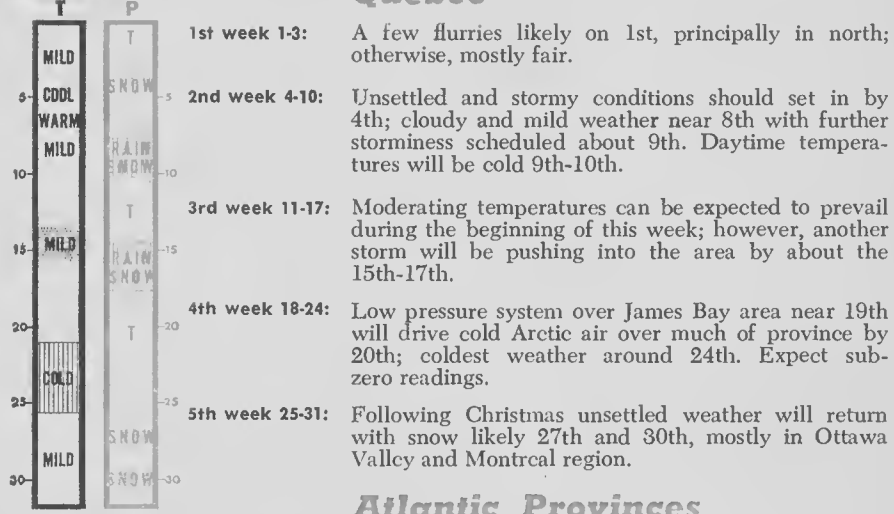 Quebec
T P
T
MILD
SNOW
5 5
COOL
WARM
MILD
RAIN
SNOW
10 10
T
MILD
15 15
RAIN
SNOW
20 20
T
COLD
25 25
SNOW
MILD
30 30
SNOW
1st week 1-3: A few flurries likely on 1st, principally in north;
otherwise, mostly fair.
2nd week 4-10: Unsettled and stormy conditions should set in by
4th; cloudy and mild weather near 8th with further
storminess scheduled about 9th. Daytime tempera-
tures will be cold 9th-10th.
3rd week 11-17: Moderating temperatures can be expected to prevail
during the beginning of this week; however, another
storm will be pushing into the area by about the
15th-17th.
4th week 18-24: Low pressure system over James Bay area near 19th
will drive cold Arctic air over much of province by
20th; coldest weather around 24th. Expect sub-
zero readings.
5th week 25-31: Following Christmas unsettled weather will return
with snow likely 27th and 30th, mostly in Ottawa
Valley and Montreal region.
Atlantic Provinces